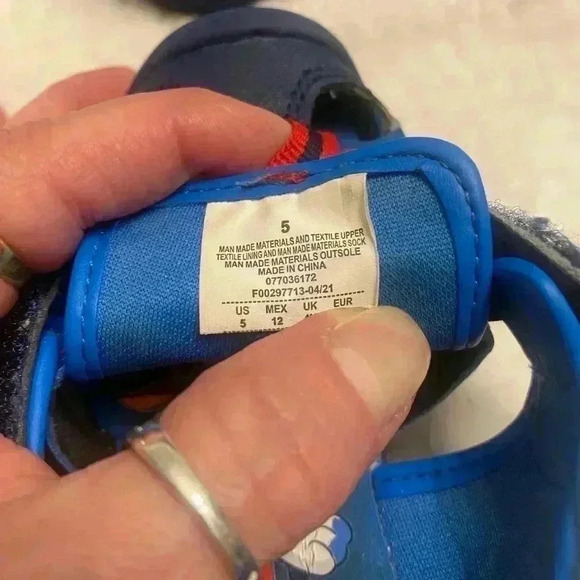 5
MAN MADE MATERIALS AND TEXTILE UPPER
TEXTILE LINING AND MAN MADE MATERIALS SOCK
MAN MADE MATERIALS OUTSOLE
MADE IN CHINA
077036172
F00297713-04/21
US MEX UK EUR
5 12